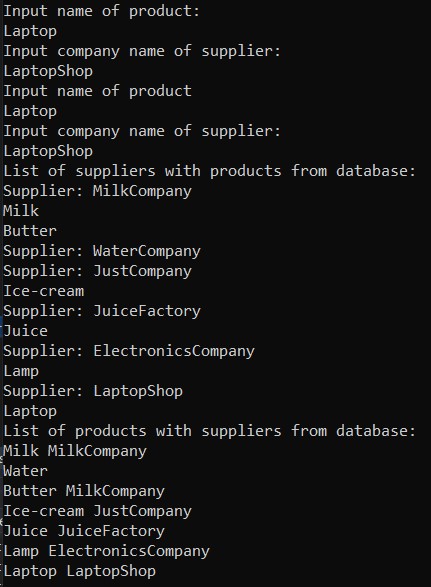 Input name of product:
Laptop
Input company name of supplier:
LaptopShop
Input name of product
Laptop
Input company name of supplier:
LaptopShop
List of suppliers with products from database:
Supplier: MilkCompany
Milk
Butter
Supplier: WaterCompany
Supplier: JustCompany
Ice-cream
Supplier: JuiceFactory
Juice
Supplier: ElectronicsCompany
Lamp
Supplier: LaptopShop
Laptop
List of products with suppliers from database:
Milk MilkCompany
Water
Butter MilkCompany
Ice-cream JustCompany
Juice JuiceFactory
Lamp ElectronicsCompany
Laptop LaptopShop